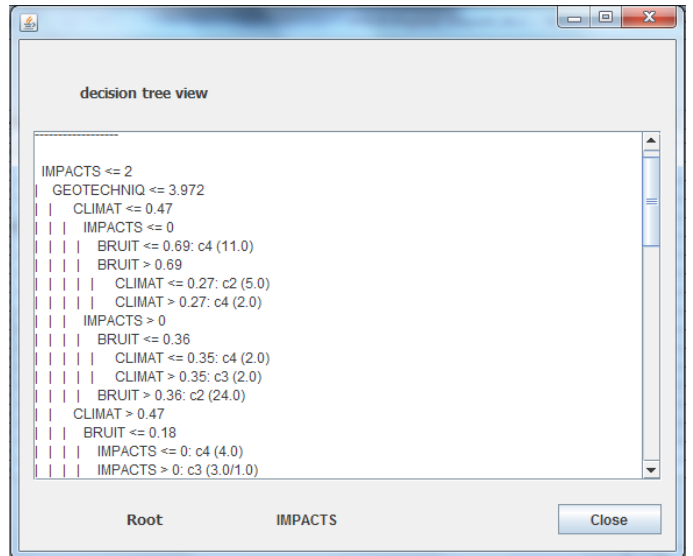 decision tree view
------------------
IMPACTS <= 2
|   GEOTECHNIQ <= 3.972
|   |   CLIMAT <= 0.47
|   |   |   IMPACTS <= 0
|   |   |   |   BRUIT <= 0.69: c4 (11.0)
|   |   |   |   BRUIT > 0.69
|   |   |   |   |   CLIMAT <= 0.27: c2 (5.0)
|   |   |   |   |   CLIMAT > 0.27: c4 (2.0)
|   |   |   IMPACTS > 0
|   |   |   |   BRUIT <= 0.36
|   |   |   |   |   CLIMAT <= 0.35: c4 (2.0)
|   |   |   |   |   CLIMAT > 0.35: c3 (2.0)
|   |   |   |   BRUIT > 0.36: c2 (24.0)
|   |   CLIMAT > 0.47
|   |   |   BRUIT <= 0.18
|   |   |   |   IMPACTS <= 0: c4 (4.0)
|   |   |   |   IMPACTS > 0: c3 (3.0/1.0)
Root IMPACTS Close